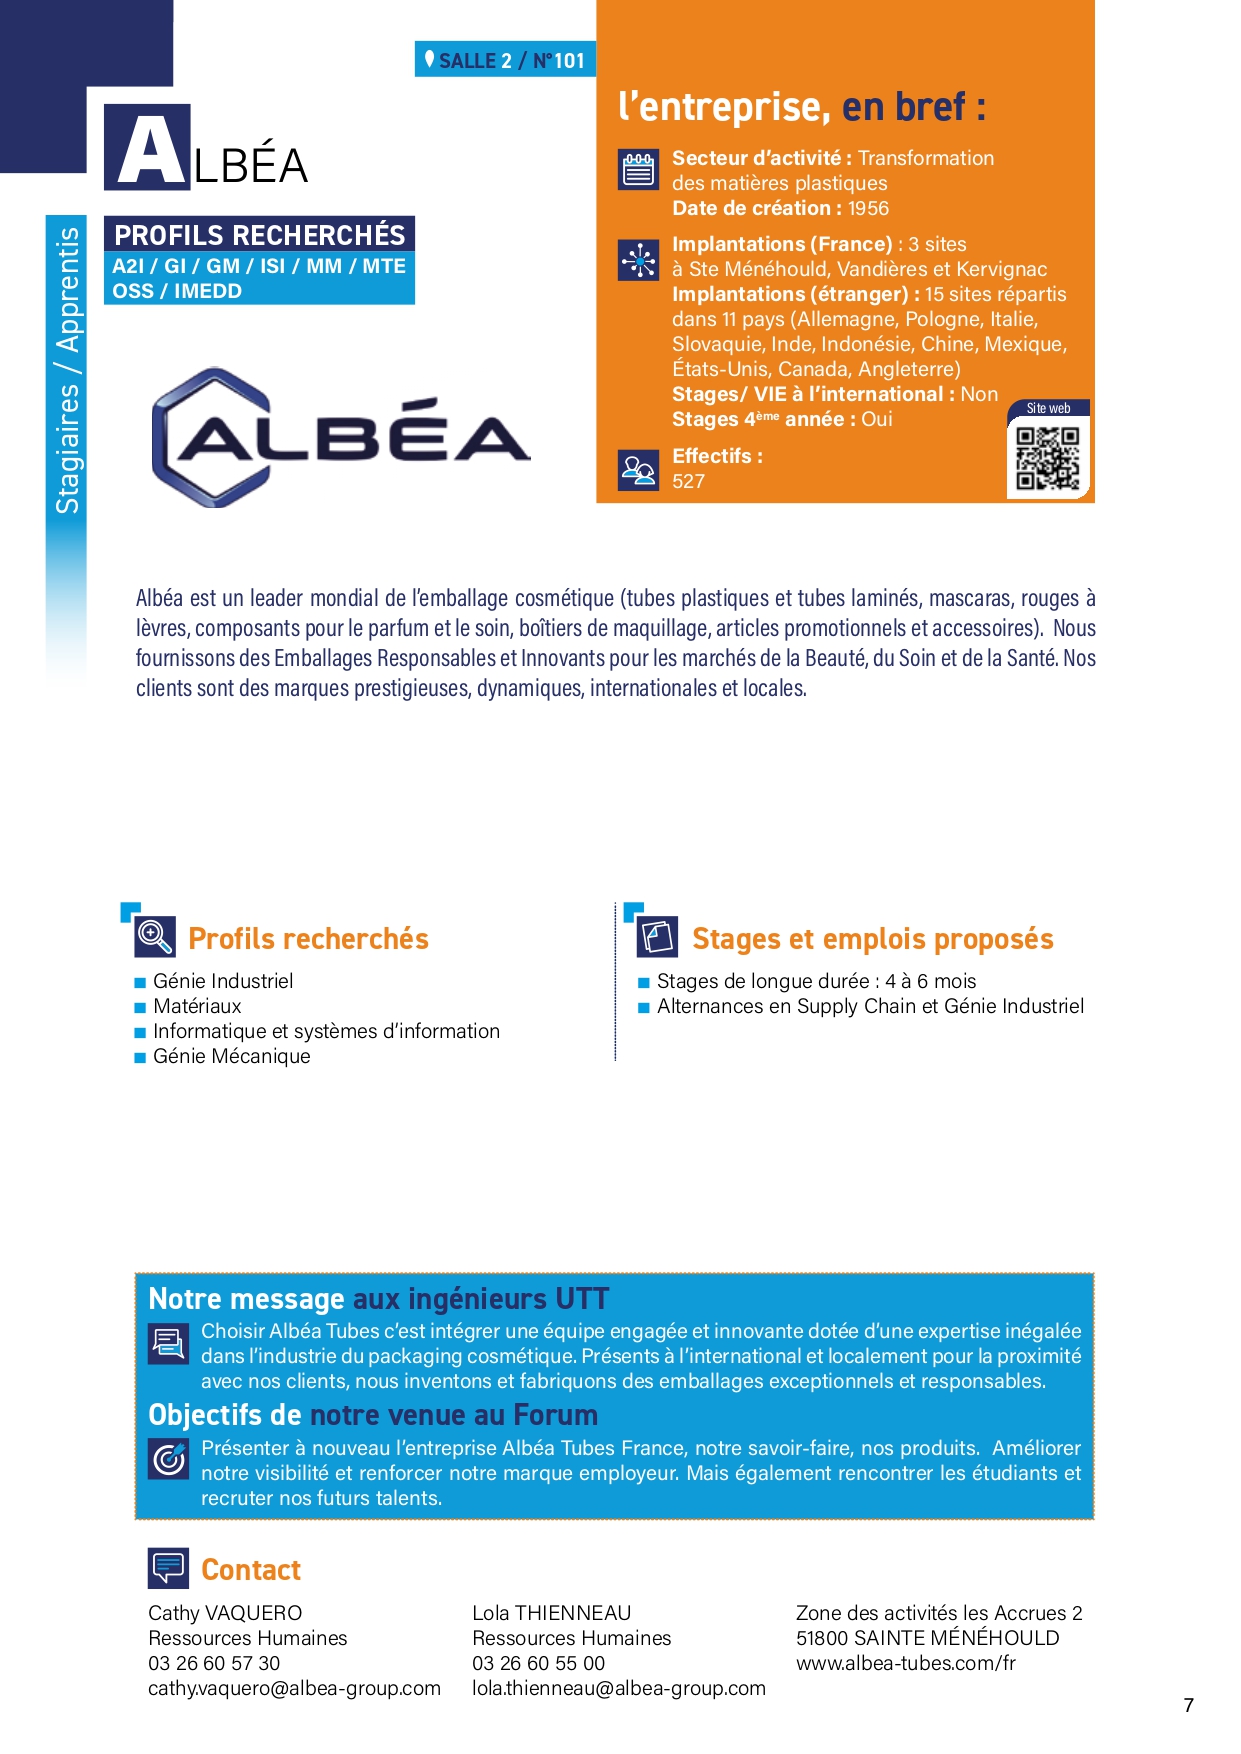 SALLE 2 / N°101
ALBÉA
PROFILS RECHERCHÉS
A2I / GI / GM / ISI / MM / MTE
OSS / IMEDD
Stagiaires / Apprentis
ALBÉA
l'entreprise, en bref :
Secteur d'activité : Transformation
des matières plastiques
Date de création : 1956
Implantations (France) : 3 sites
à Ste Ménéhould, Vandières et Kervignac
Implantations (étranger) : 15 sites répartis
dans 11 pays (Allemagne, Pologne, Italie,
Slovaquie, Inde, Indonésie, Chine, Mexique,
États-Unis, Canada, Angleterre)
Stages/ VIE à l'international : Non
Stages 4ème année : Oui
Site web
Effectifs :
527
Albéa est un leader mondial de l'emballage cosmétique (tubes plastiques et tubes laminés, mascaras, rouges à
lèvres, composants pour le parfum et le soin, boîtiers de maquillage, articles promotionnels et accessoires). Nous
fournissons des Emballages Responsables et Innovants pour les marchés de la Beauté, du Soin et de la Santé. Nos
clients sont des marques prestigieuses, dynamiques, internationales et locales.
Profils recherchés
Génie Industriel
Matériaux
Informatique et systèmes d'information
Génie Mécanique
Stages et emplois proposés
Stages de longue durée : 4 à 6 mois
Alternances en Supply Chain et Génie Industriel
Notre message aux ingénieurs UTT
Choisir Albéa Tubes c'est intégrer une équipe engagée et innovante dotée d'une expertise inégalée
dans l'industrie du packaging cosmétique. Présents à l'international et localement pour la proximité
avec nos clients, nous inventons et fabriquons des emballages exceptionnels et responsables.
Objectifs de notre venue au Forum
Présenter à nouveau l'entreprise Albéa Tubes France, notre savoir-faire, nos produits. Améliorer
notre visibilité et renforcer notre marque employeur. Mais également rencontrer les étudiants et
recruter nos futurs talents.
Contact
Cathy VAQUERO
Ressources Humaines
03 26 60 57 30
cathy.vaquero@albea-group.com
Lola THIENNEAU
Ressources Humaines
03 26 60 55 00
lola.thienneau@albea-group.com
Zone des activités les Accrues 2
51800 SAINTE MÉNÉHOULD
www.albea-tubes.com/fr
7